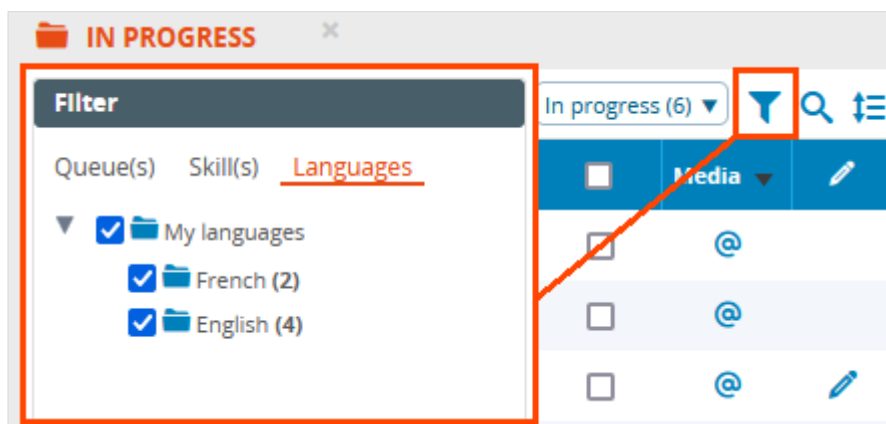 IN PROGRESS ×
Filter
In progress (6) ▼
Queue(s) Skill(s) Languages
Media
My languages
@
French (2)
English (4)
@
@